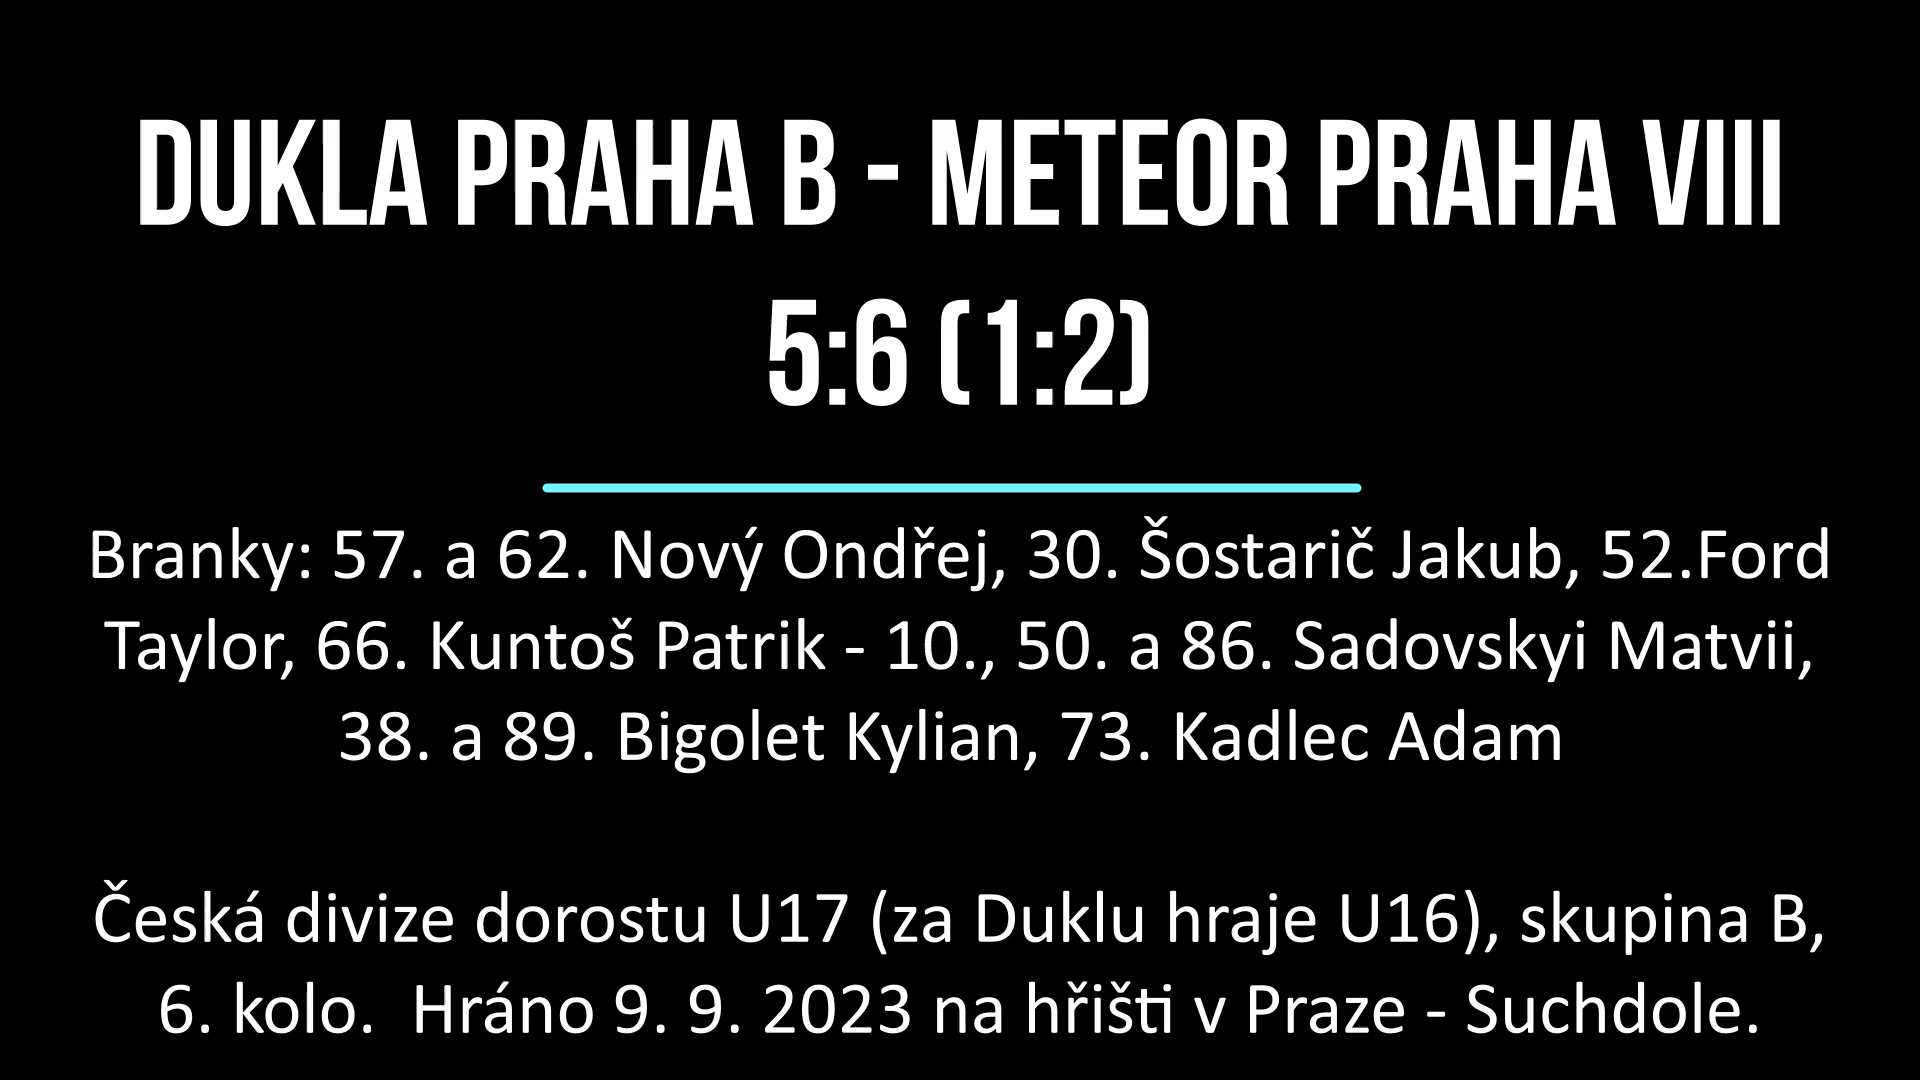 DUKLA PRAHA B - METEOR PRAHA VIII
5:6 (1:2)
Branky: 57. a 62. Nový Ondřej, 30. Šostarič Jakub, 52.Ford
Taylor, 66. Kuntoš Patrik - 10., 50. a 86. Sadovskyi Matvii,
38. a 89. Bigolet Kylian, 73. Kadlec Adam
Česká divize dorostu U17 (za Duklu hraje U16), skupina B,
6. kolo.  Hráno 9. 9. 2023 na hřišti v Praze - Suchdole.